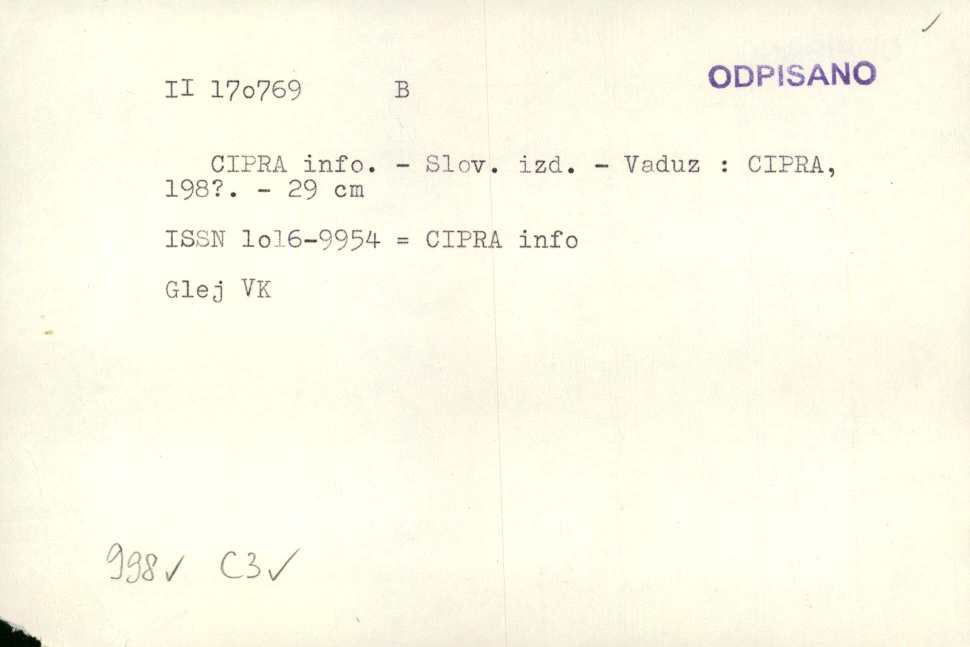 ODPISANO
II 17o769 B
CIPRA info. - Slov. izd. - Vaduz : CIPRA,
198?. - 29 cm
ISSN lol6-9954 = CIPRA info
Glej VK
998✓ C3✓